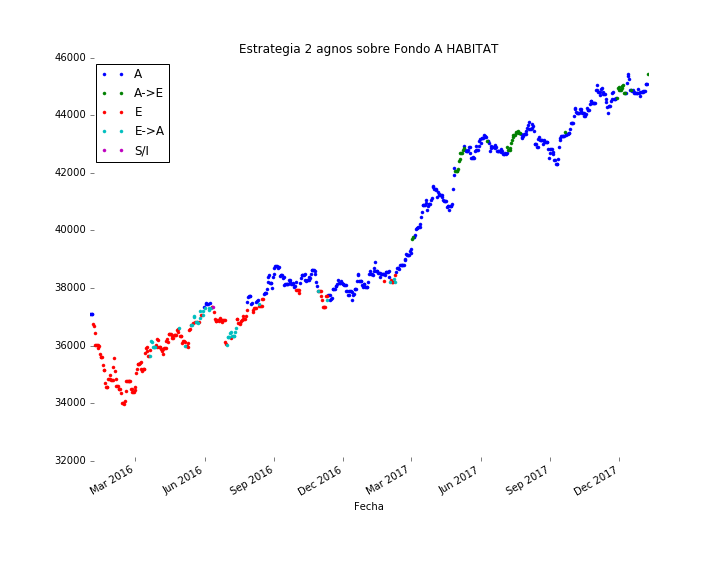 Estrategia 2 agnos sobre Fondo A HABITAT
46000
44000
42000
40000
38000
36000
34000
32000
A
A->E
E
E->A
S/I
Mar 2016
Jun 2016
Sep 2016
Dec 2016
Mar 2017
Jun 2017
Sep 2017
Dec 2017
Fecha